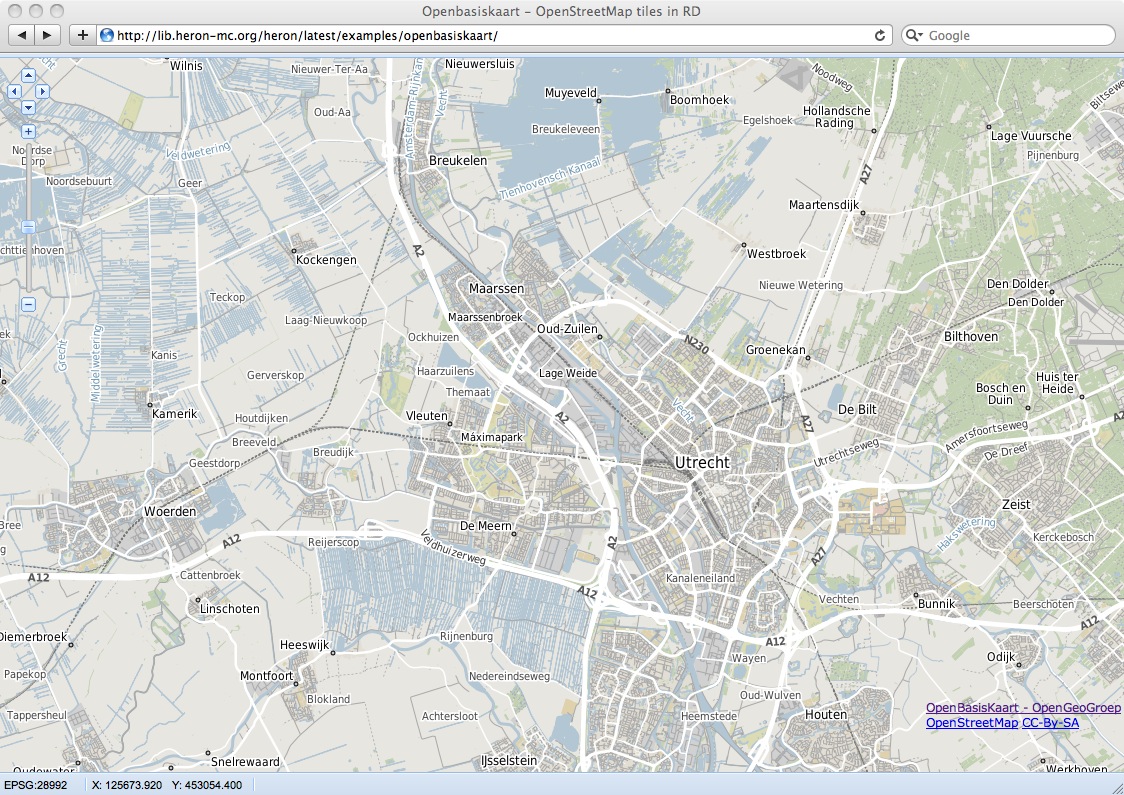 Openbasiskaart - OpenStreetMap tiles in RD
http://lib.heron-mc.org/heron/latest/examples/openbasiskaart/
Google
Wilnis
Nieuwer-Ter-Aa
Nieuwersluis
Noodweg
Muyeveld
Boomhoek
Oud-Aa
Amsterdam-Rijnkan
Vecht
Hollandsche
Rading
Egelshoek
Breukeleveen
Lage Vuursche
Pijnenburg
Veldwetering
Noordse
Dorp
Breukelen
Noordsebuurt
Geer
Tienhovensch Kanaal
A27
Maartensdijk
A2
Westbroek
Kockengen
Maarssen
Nieuwe Wetering
Den Dolder
Den Dolder
Teckop
Laag-Nieuwkoop
Maarssenbroek
Oud-Zuilen
Ockhuizen
N230
Bilthoven
Middelwetering
Grecht
Kanis
Groenekan
Haarzuilens
Lage Weide
Gerverskop
Themaat
Bosch en
Duin
Huis ter
Heide
Kamerik
Houtdijken
Vleuten
A2
Vecht
De Bilt
A27
Breeveld
Máximapark
Amersfoortseweg
Utrechtseweg
De Dreef
Breudijk
Geestdorp
Utrecht
Woerden
Zeist
Bree
De Meern
Hakswetering
Kerckebosch
A12
Reijerscop
Veldhuizerweg
A2
A27
A12
Cattenbroek
Kanaleneiland
A12
Linschoten
Vechten
Bunnik
Beerschoten
A12
Diemerbroek
Rijnenburg
Heeswijk
A12
Wayen
Odijk
Papekop
Montfoort
Nedereindseweg
Blokland
Oud-Wulven
Tappersheul
Achtersloot
Heemstede
Houten
OpenBasisKaart - OpenGeoGroep
OpenStreetMap CC-By-SA
Snelrewaard
IJsselstein
Oudewater
Werkhoven
EPSG:28992
X: 125673.920
Y: 453054.400